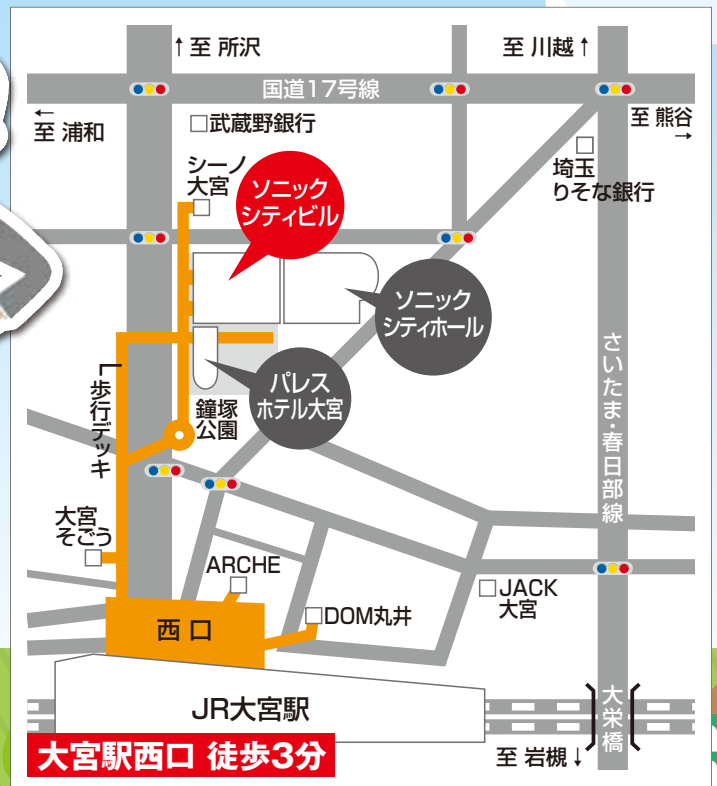 ↑至 所沢
至 川越↑
国道17号線
←
至 浦和
至 熊谷
→
□武蔵野銀行
シーノ
大宮
埼玉
りそな銀行
ソニック
シティビル
ソニック
シティホール
パレス
ホテル大宮
さいたま・春日部線
歩行デッキ
鐘塚
公園
大宮
そごう
ARCHE
□JACK
大宮
□DOM丸井
西口
JR大宮駅
大栄橋
至 岩槻↓
大宮駅西口 徒歩3分